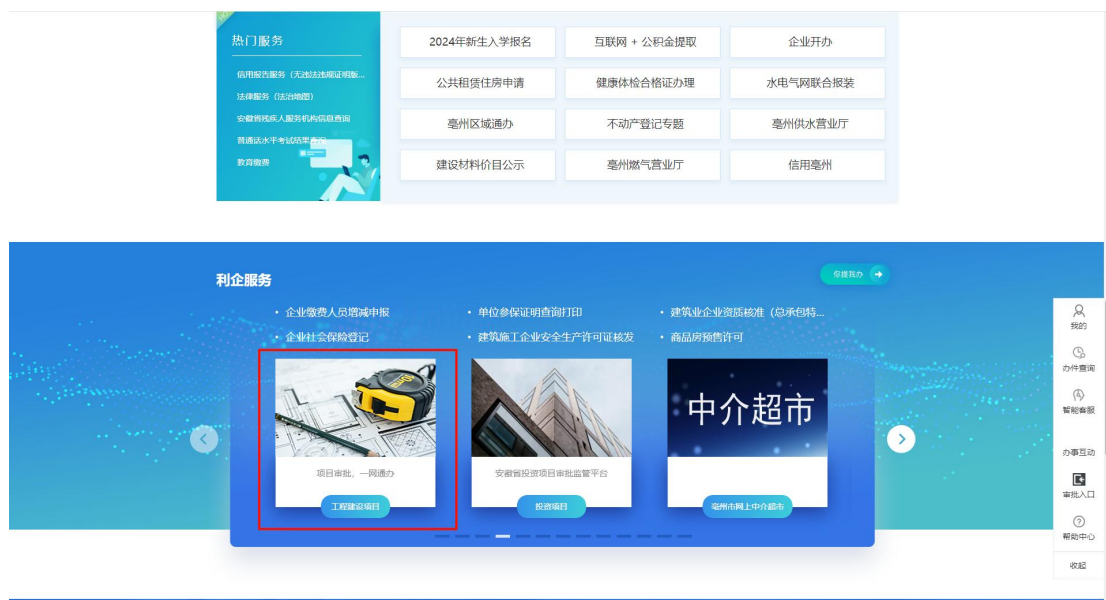 热门服务
信用报告服务（无违法违规证明版...
法律服务（法治地图）
安徽省残疾人服务机构信息查询
普通话水平考试结果查询
教育缴费
2024年新生入学报名
互联网 + 公积金提取
企业开办
公共租赁住房申请
健康体检合格证办理
水电气网联合报装
亳州区域通办
不动产登记专题
亳州供水营业厅
建设材料价目公示
亳州燃气营业厅
信用亳州
利企服务
你提我办
企业缴费人员增减申报
单位参保证明查询打印
建筑业企业资质核准（总承包特...
企业社会保险登记
建筑施工企业安全生产许可证核发
商品房预售许可
中介超市
项目审批，一网通办
安徽省投资项目审批监管平台
工程建设项目
投资项目
亳州市网上中介超市
我的
办件查询
智能客服
办事互动
审批入口
帮助中心
收起